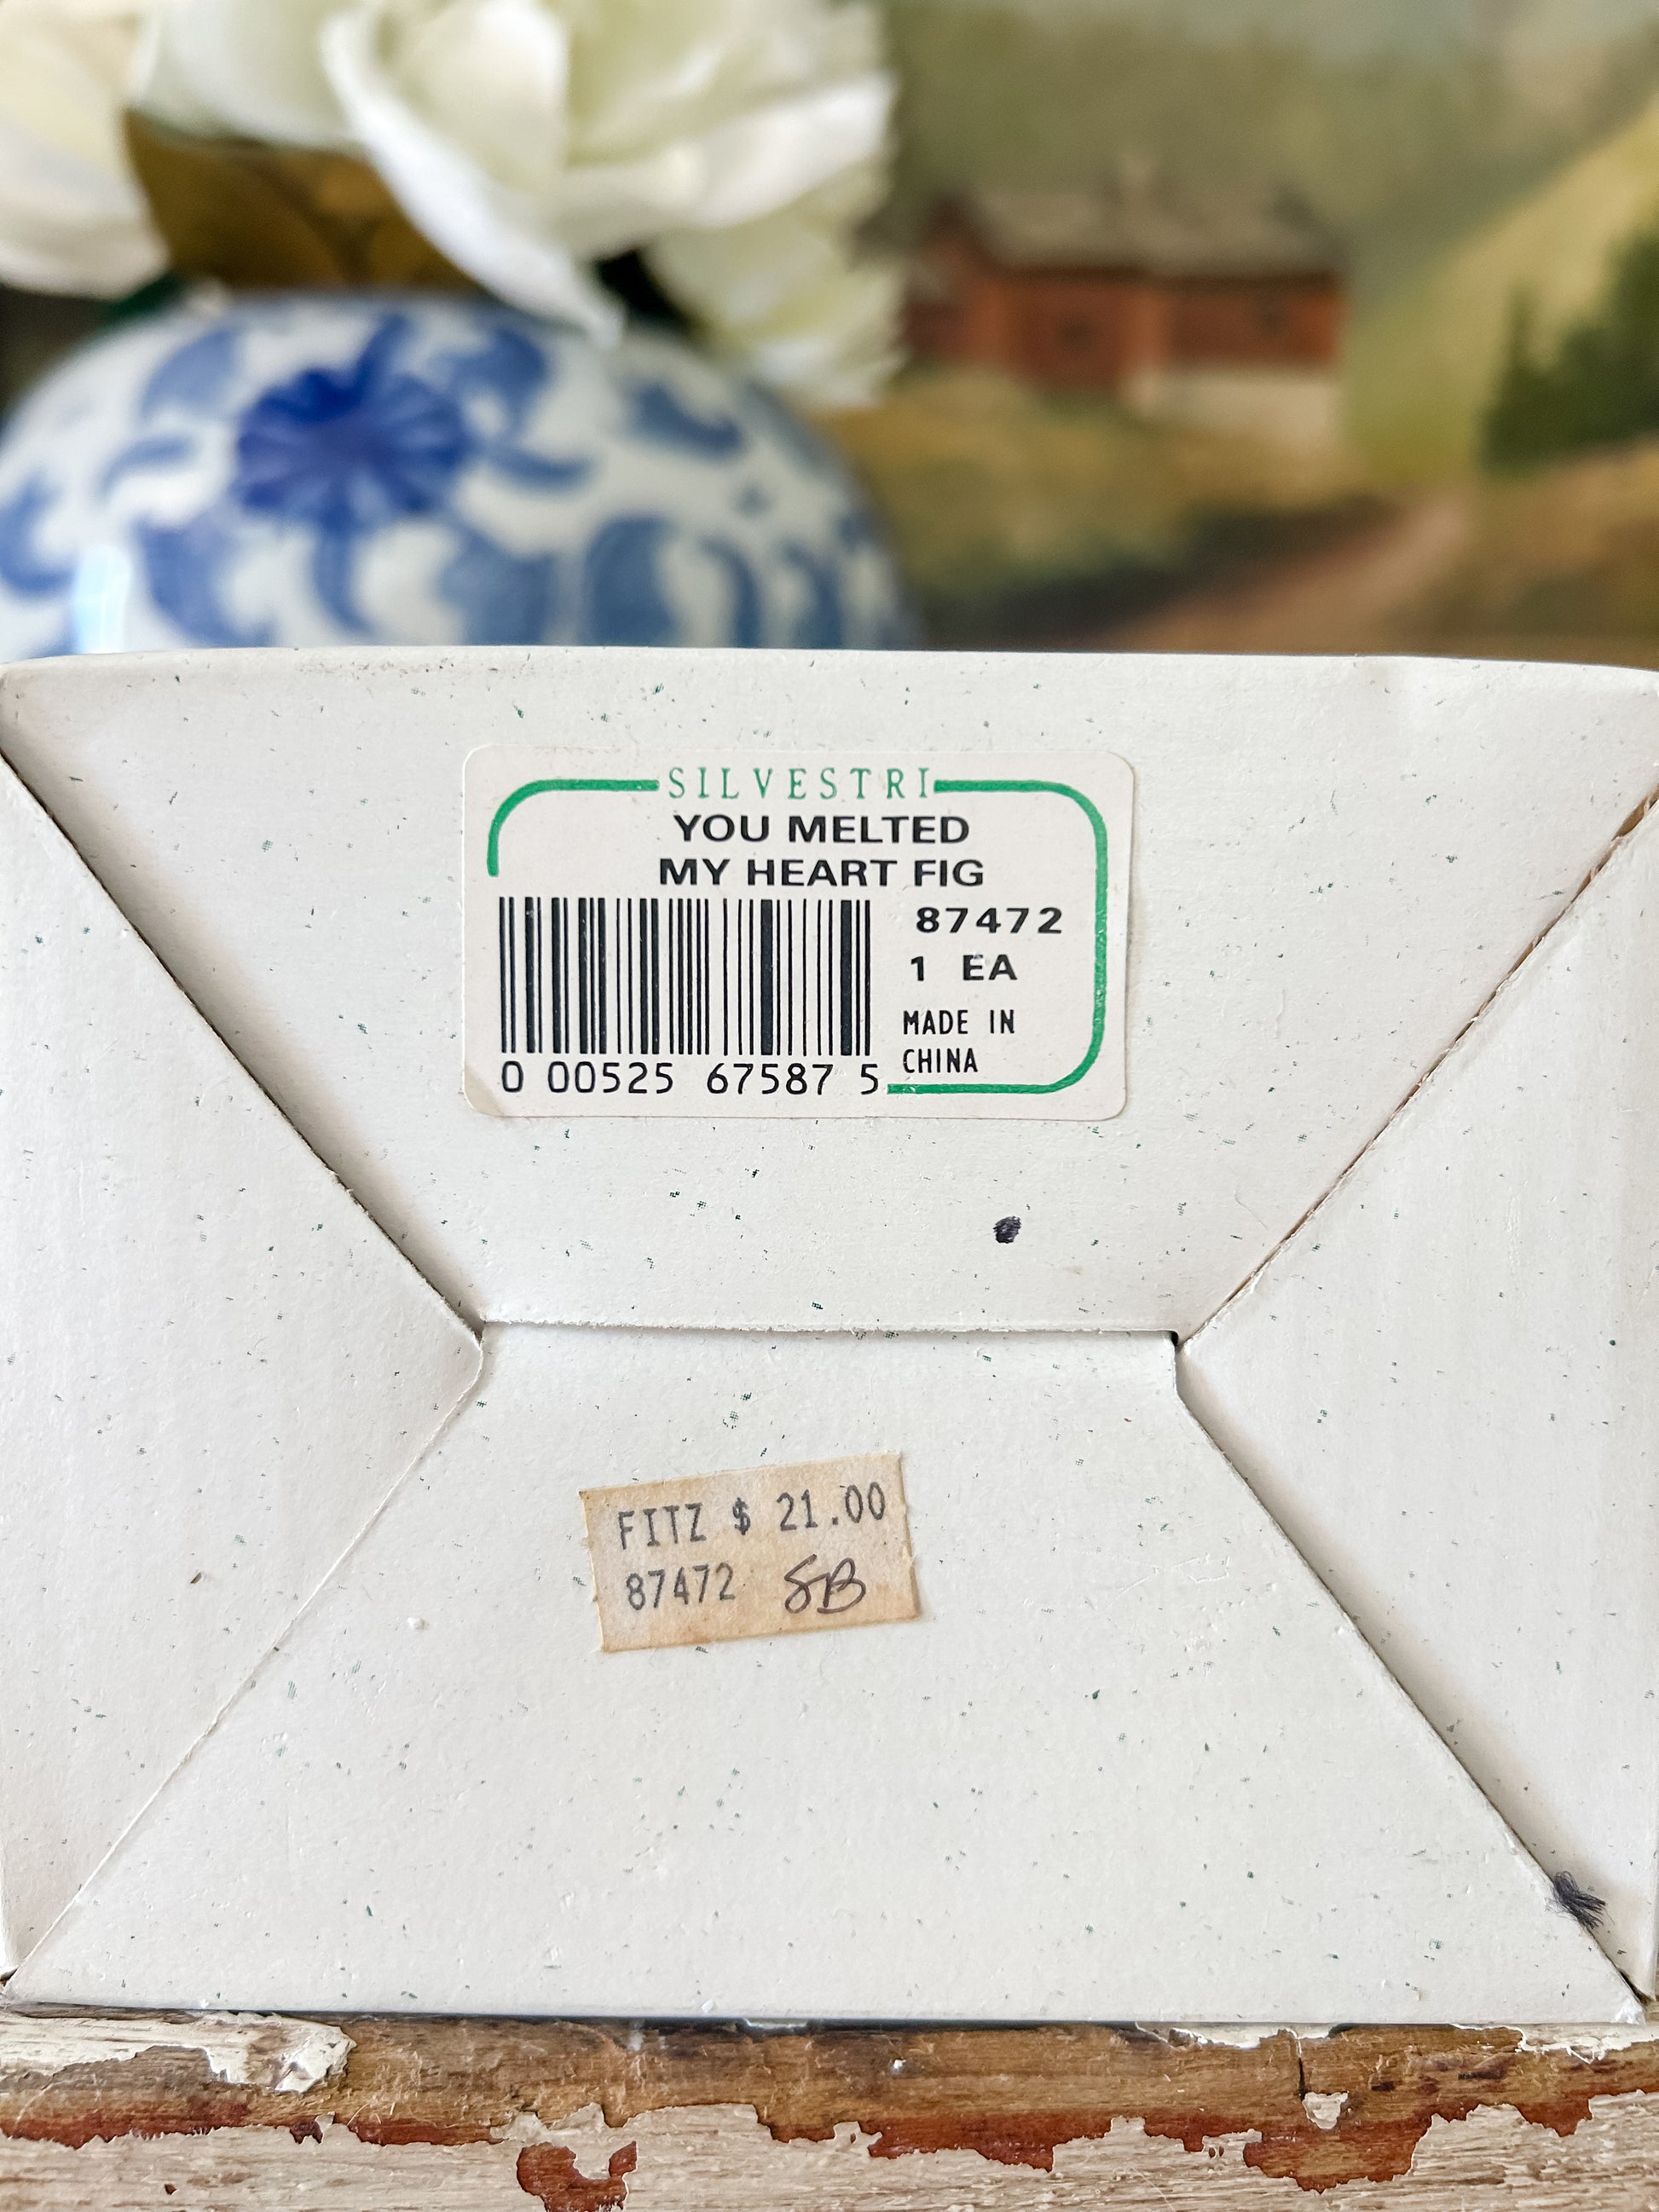 SILVESTRI
YOU MELTED
MY HEART FIG
87472
1 EA
MADE IN
CHINA
0 00525 67587 5
FITZ $ 21.00
87472 SB